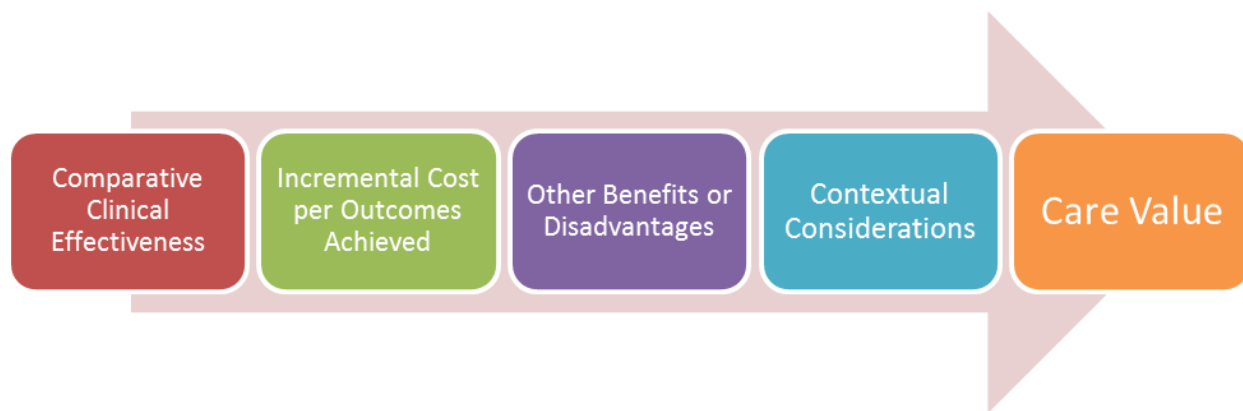 Comparative
Clinical
Effectiveness
Incremental Cost
per Outcomes
Achieved
Other Benefits or
Disadvantages
Contextual
Considerations
Care Value